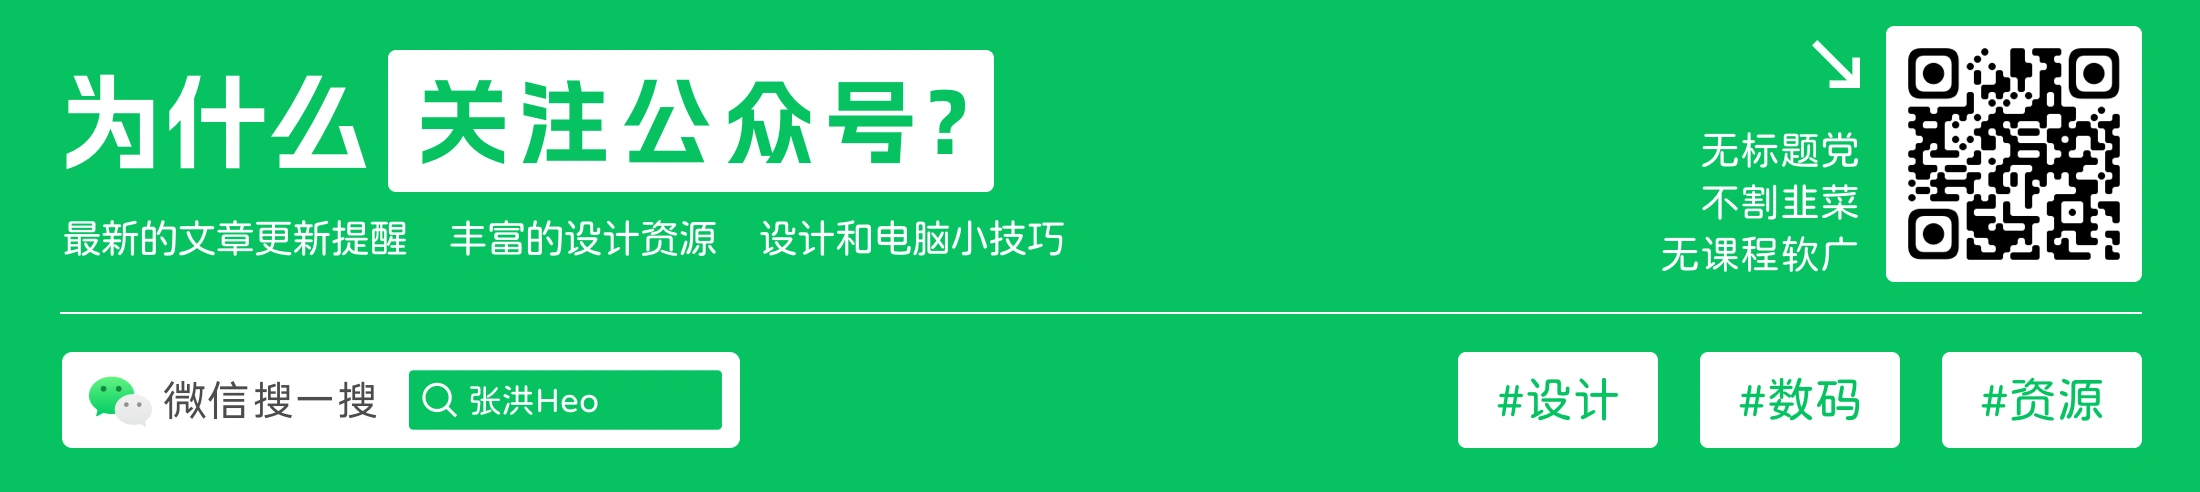 为什么 关注公众号?
最新的文章更新提醒 丰富的设计资源 设计和电脑小技巧
无标题党
不割韭菜
无课程软广
微信搜一搜 张洪Heo
#设计 #数码 #资源